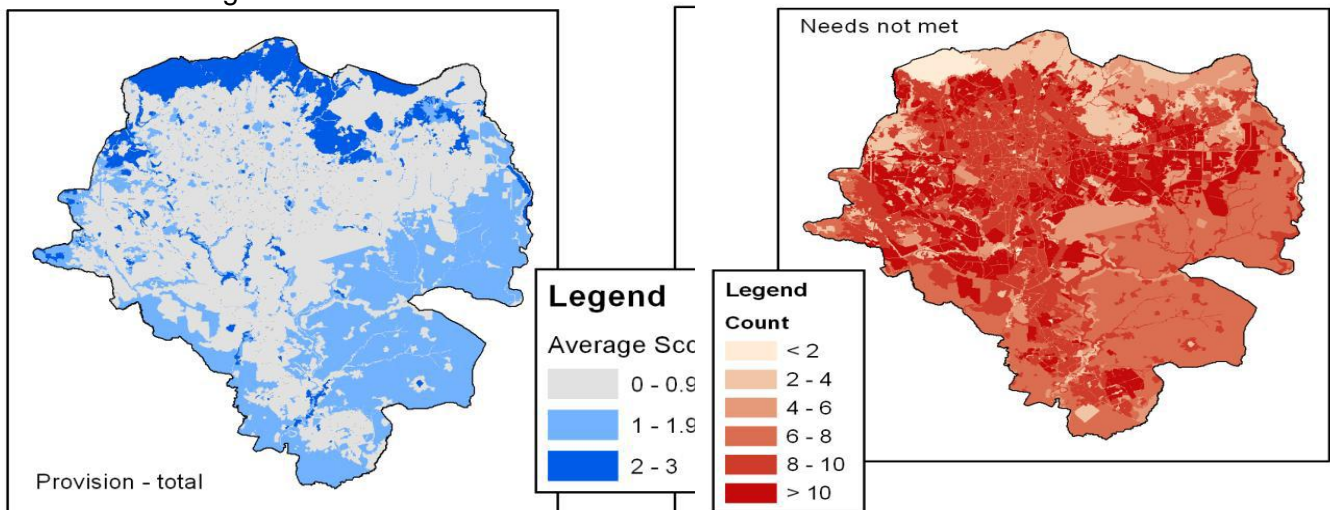 Provision - total
Legend
Average Sco
0 - 0.9
1 - 1.9
2 - 3
Needs not met
Legend
Count
< 2
2 - 4
4 - 6
6 - 8
8 - 10
> 10